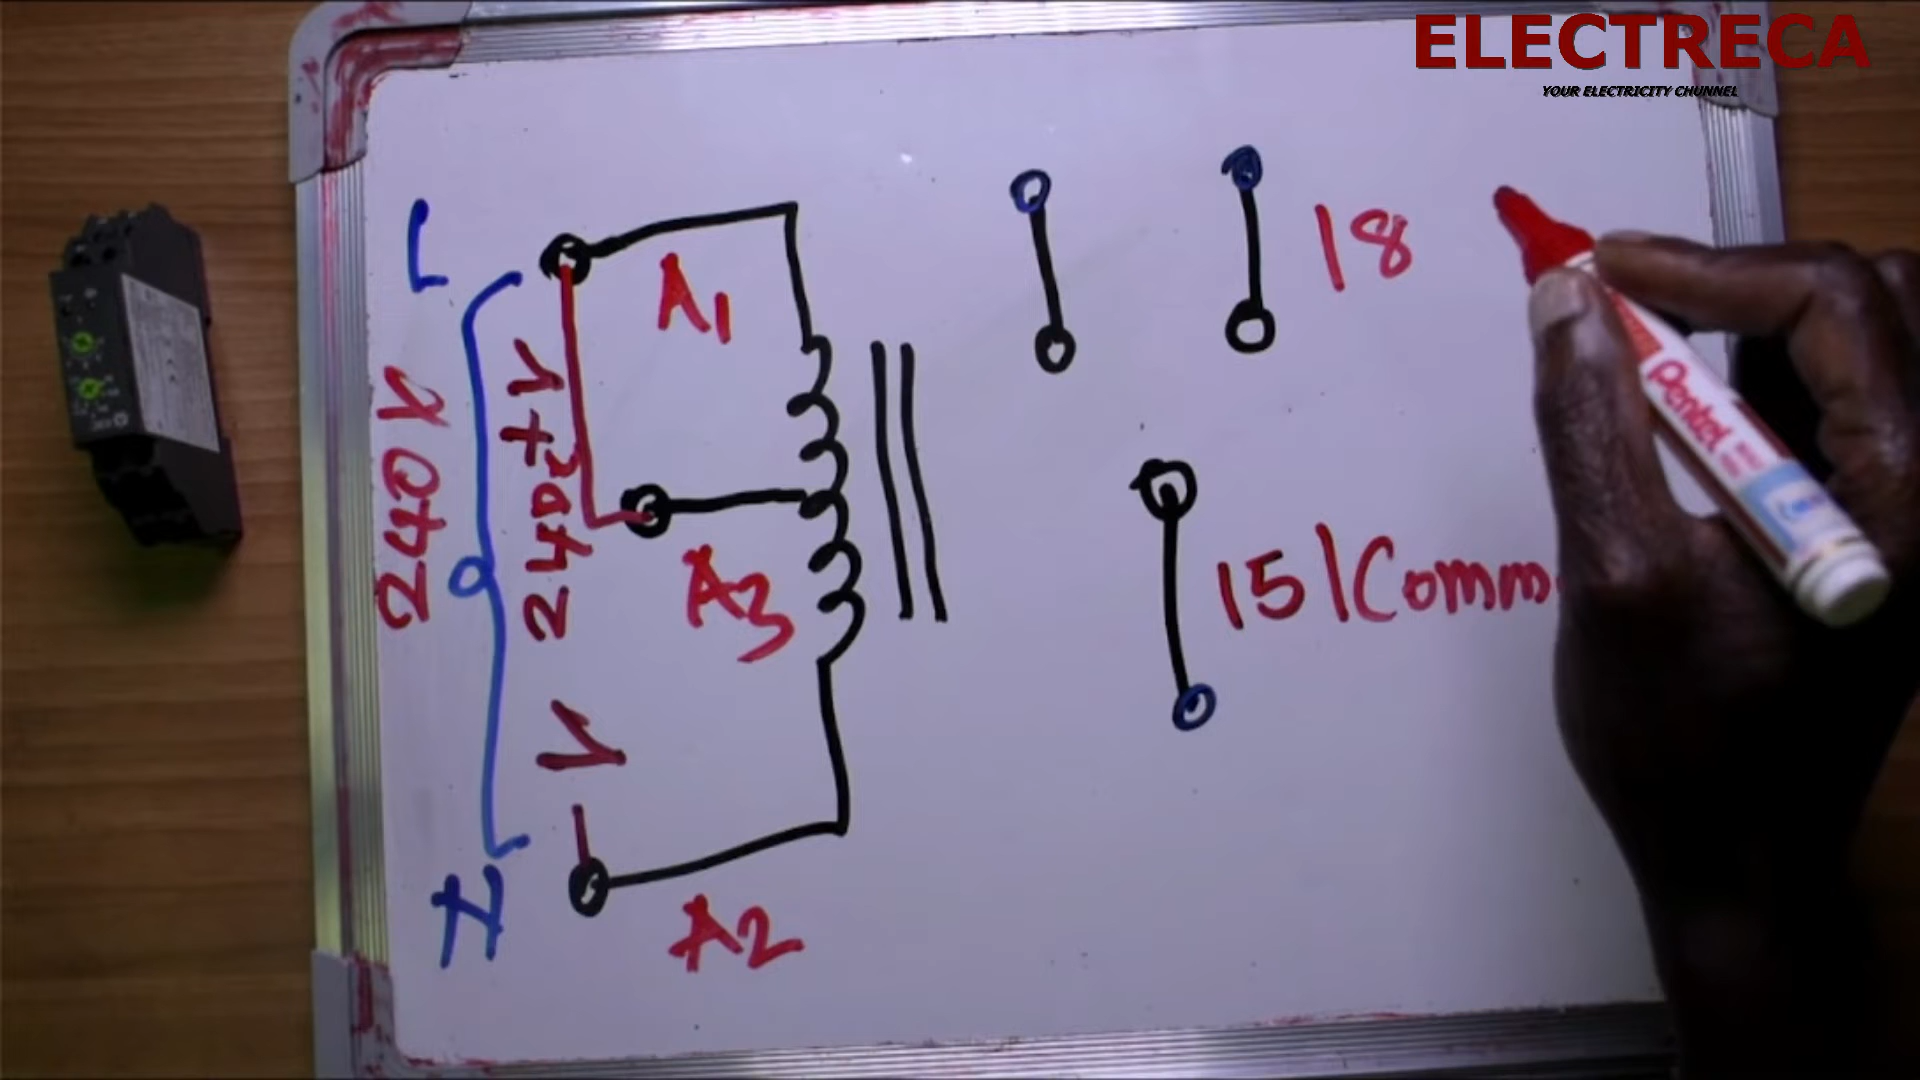 ELECTRECA
YOUR ELECTRICITY CHUNNEL
L
A1
18
240V
24DC+V
A3
15/Comm
V
N
A2
Pentel